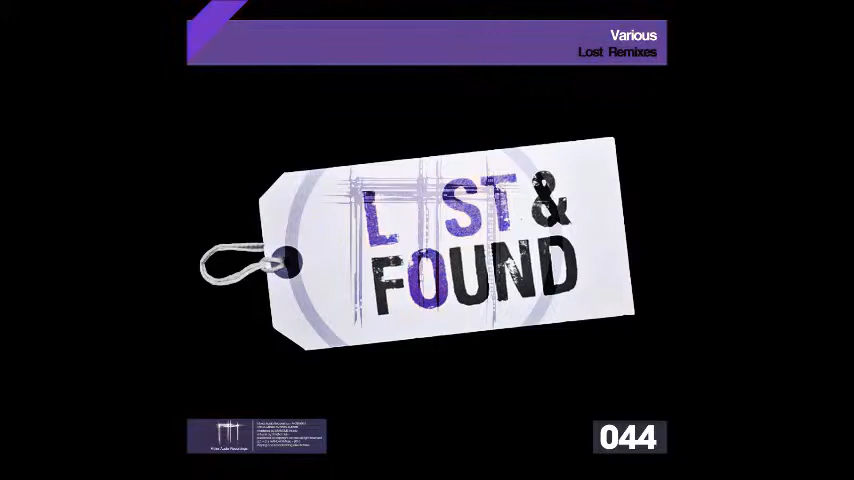 Various
Lost Remixes
L ST &
FOUND
044